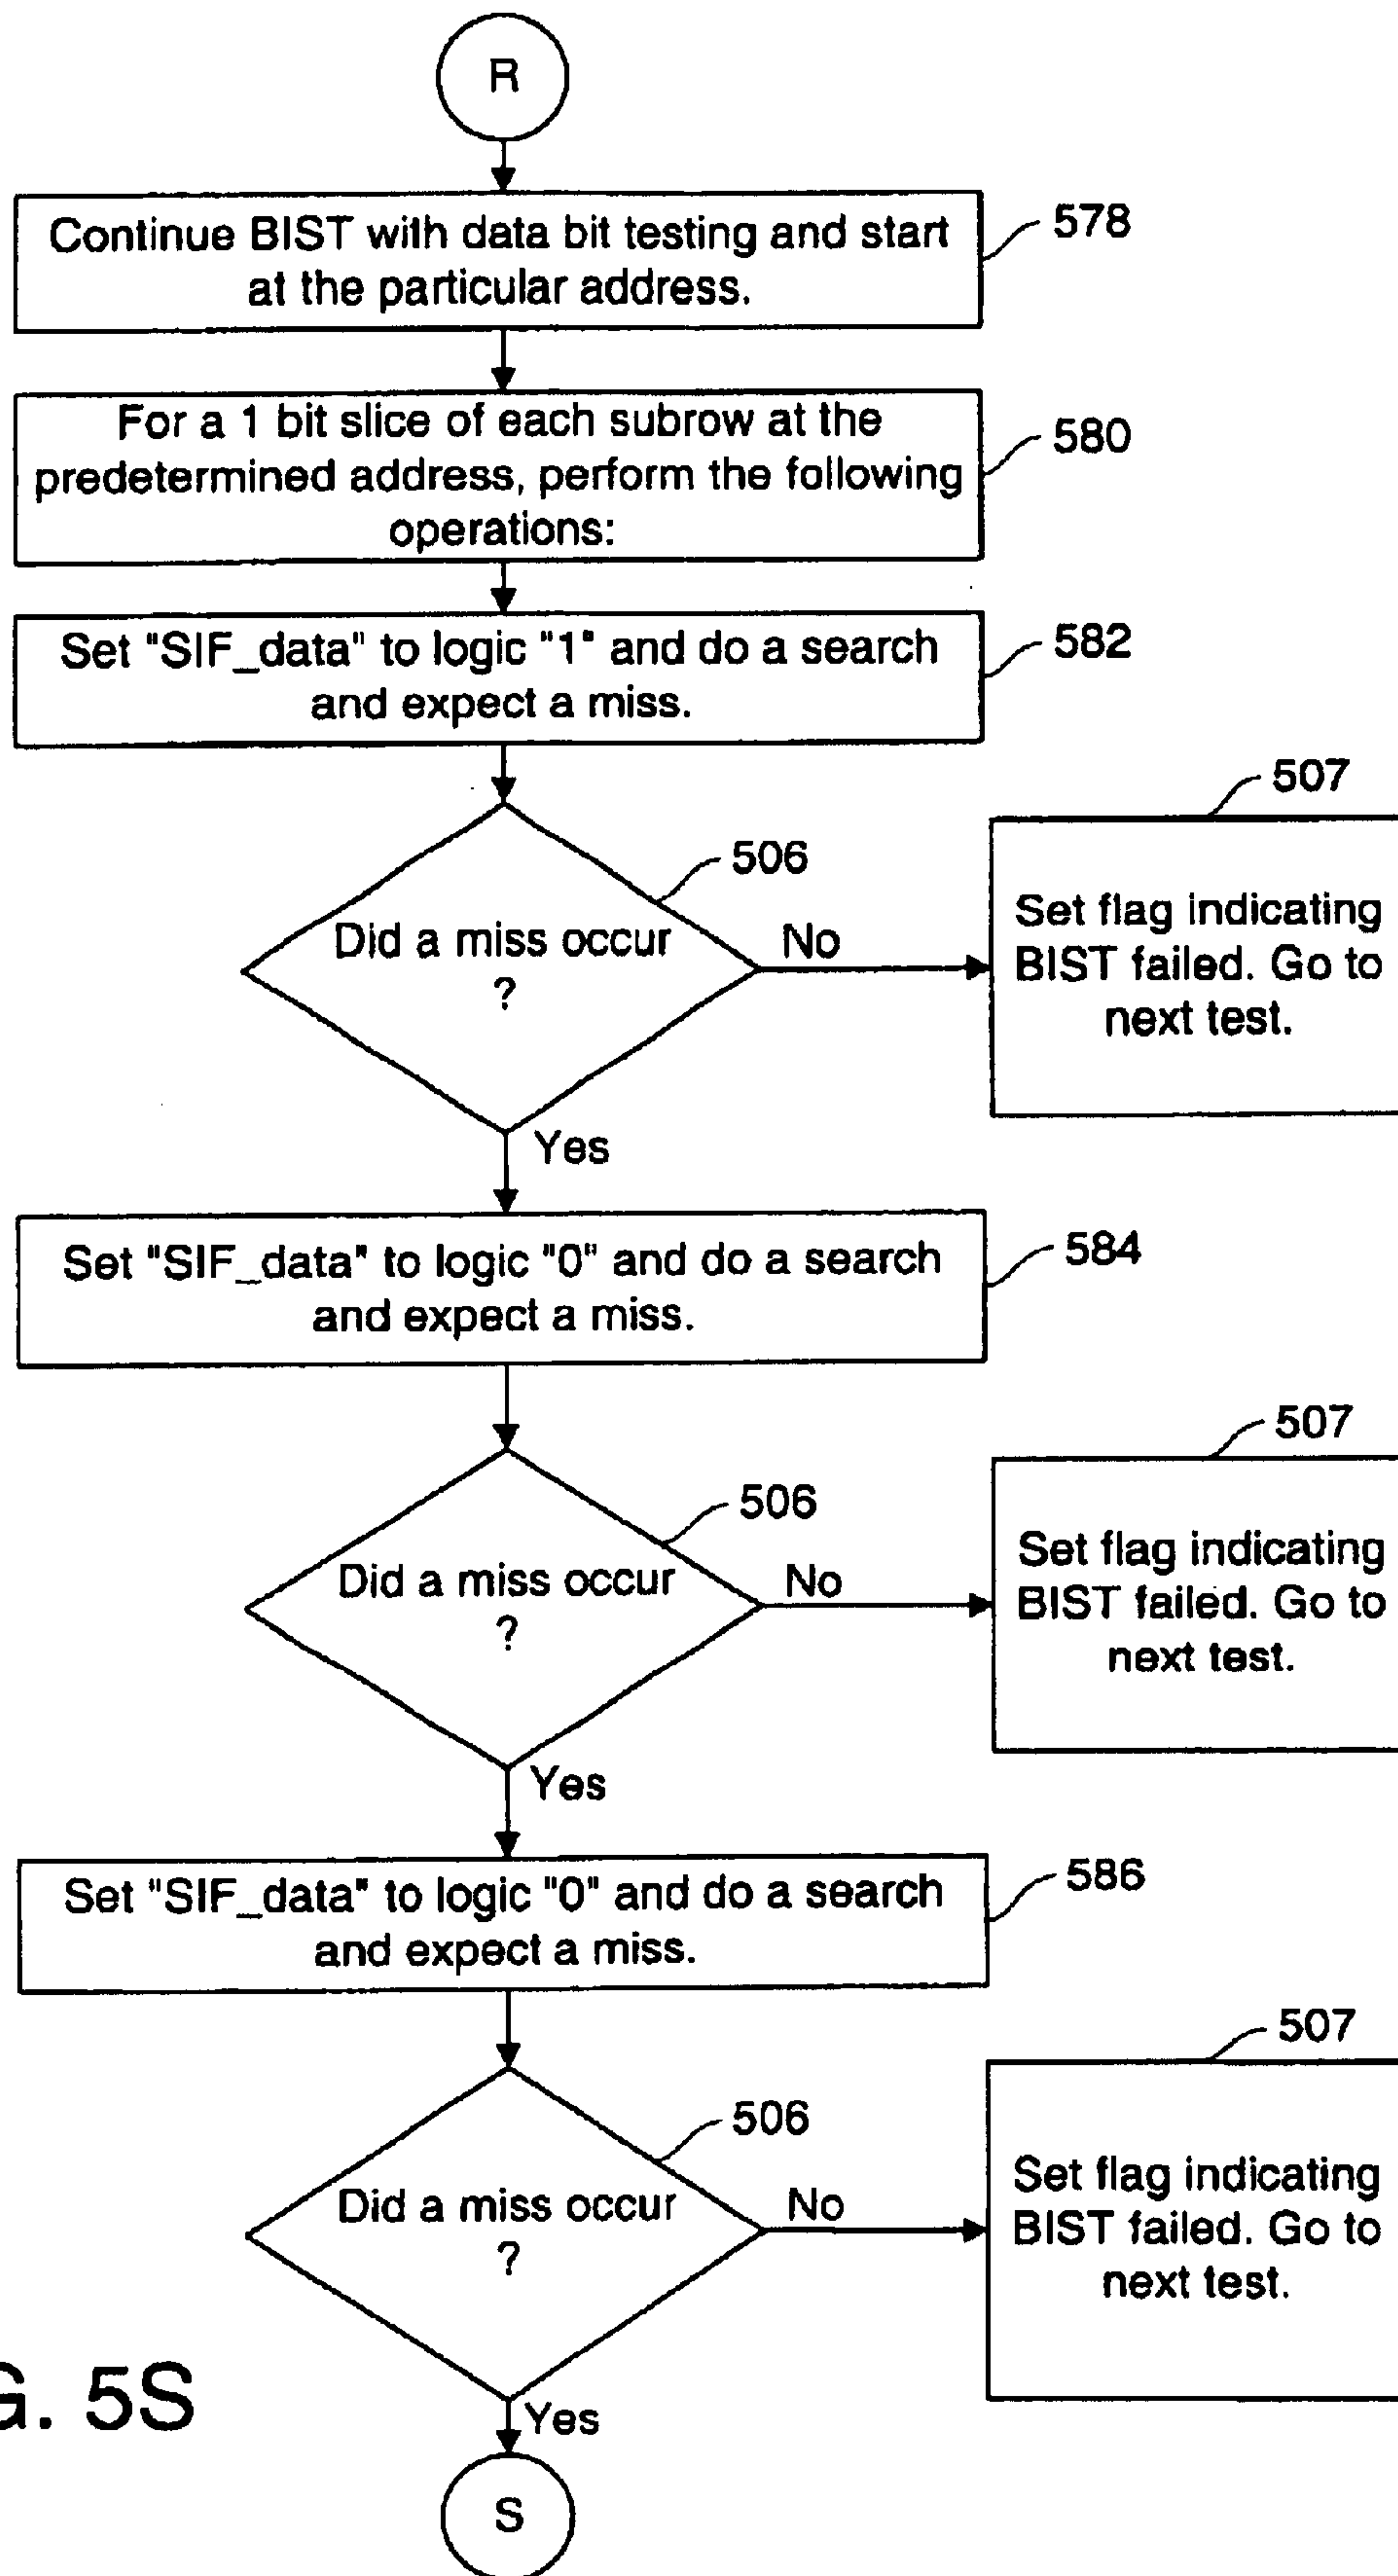 R
Continue BIST with data bit testing and start
at the particular address.
578
For a 1 bit slice of each subrow at the
predetermined address, perform the following
operations:
580
Set "SIF_data" to logic "1" and do a search
and expect a miss.
582
507
506
Did a miss occur
?
No
Set flag indicating
BIST failed. Go to
next test.
Yes
Set "SIF_data" to logic "0" and do a search
and expect a miss.
584
507
506
Did a miss occur
?
No
Set flag indicating
BIST failed. Go to
next test.
Yes
Set "SIF_data" to logic "0" and do a search
and expect a miss.
586
507
506
Did a miss occur
?
No
Set flag indicating
BIST failed. Go to
next test.
G. 5S
Yes
S